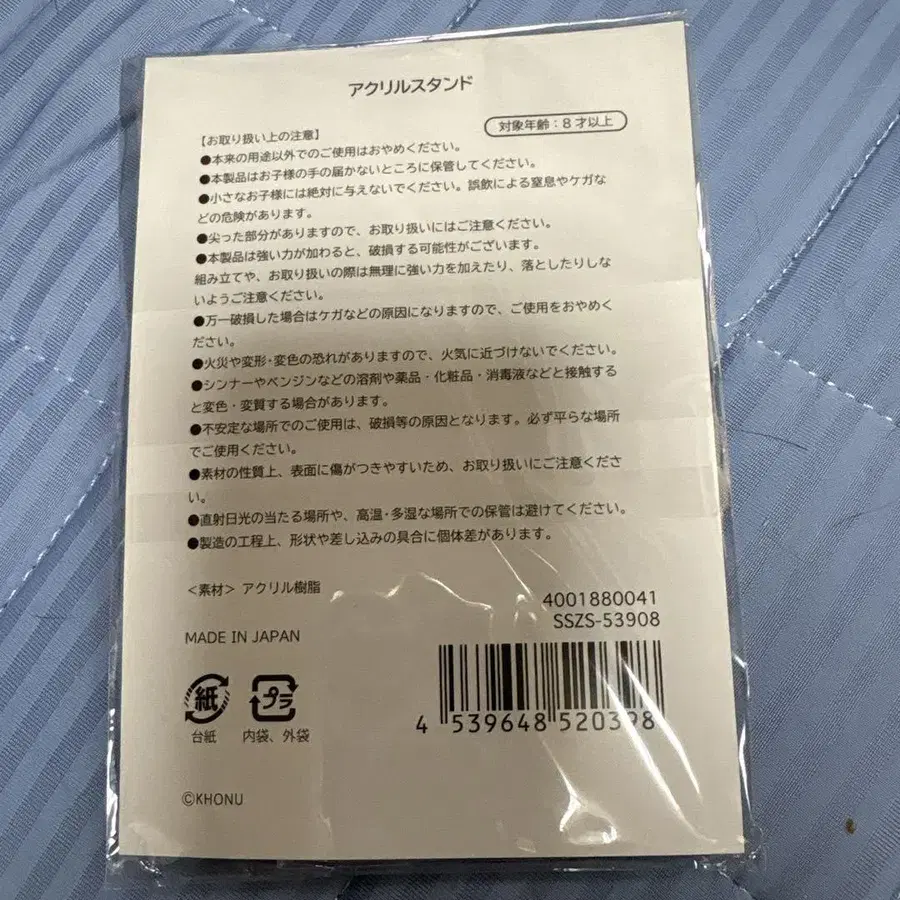 アクリルスタンド
対象年齢：8才以上
【お取り扱い上の注意】
●本来の用途以外でのご使用はおやめください。
●本製品はお子様の手の届かないところに保管してください。
●小さなお子様には絶対に与えないでください。誤飲による窒息やケガな
どの危険があります。
●尖った部分がありますので、お取り扱いにはご注意ください。
●本製品は強い力が加わると、破損する可能性がございます。
組み立てや、お取り扱いの際は無理に強い力を加えたり、落としたりしな
いようご注意ください。
●万一破損した場合はケガなどの原因になりますので、ご使用をおやめく
ださい。
●火災や変形・変色の恐れがありますので、火気に近づけないでください。
●シンナーやベンジンなどの溶剤や薬品・化粧品・消毒液などと接触する
と変色・変質する場合があります。
●不安定な場所でのご使用は、破損等の原因となります。必ず平らな場所
でご使用ください。
●素材の性質上、表面に傷がつきやすいため、お取り扱いにご注意くださ
い。
●直射日光の当たる場所や、高温・多湿な場所での保管は避けてください。
●製造の工程上、形状や差し込みの具合に個体差があります。
＜素材＞ アクリル樹脂
4001880041
SSZS-53908
MADE IN JAPAN
紙
プラ
台紙
内袋、外袋
4 539648 520398
©KHONU